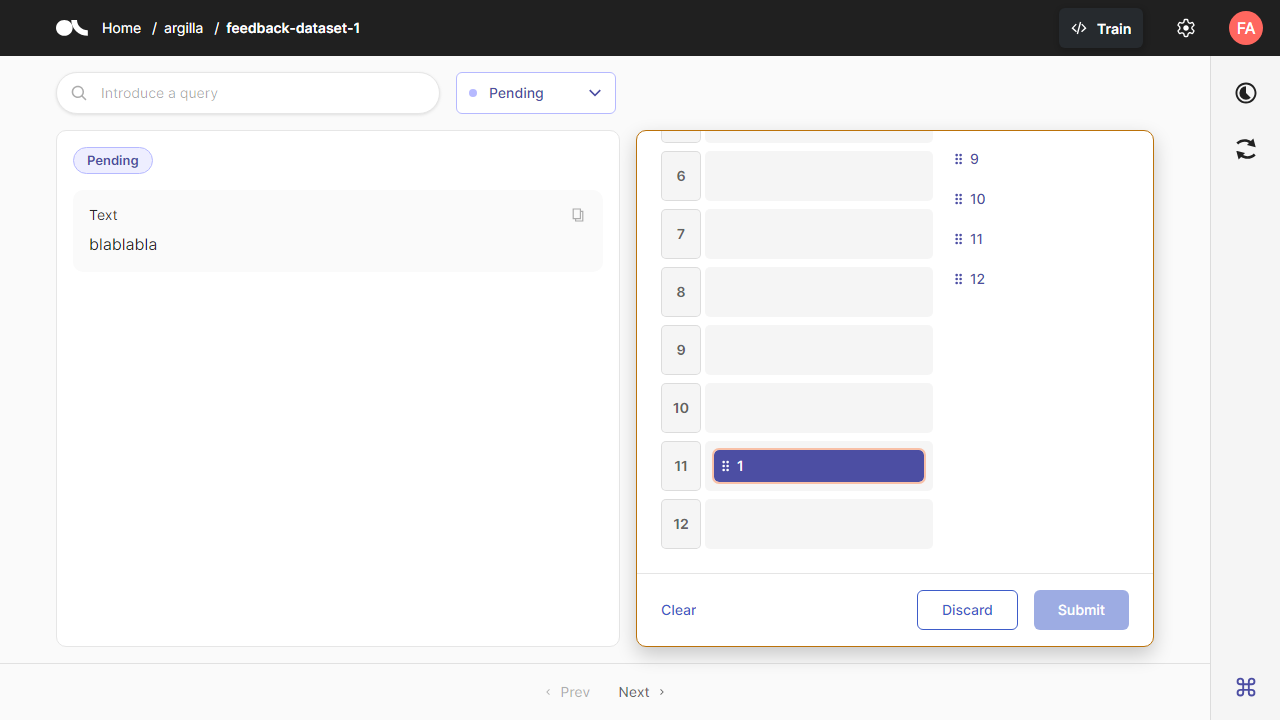 Home / argilla / feedback-dataset-1
Train
FA
Introduce a query
Pending
Pending
Text
blablabla
6
7
8
9
10
11
1
12
9
10
11
12
Clear
Discard
Submit
Prev
Next